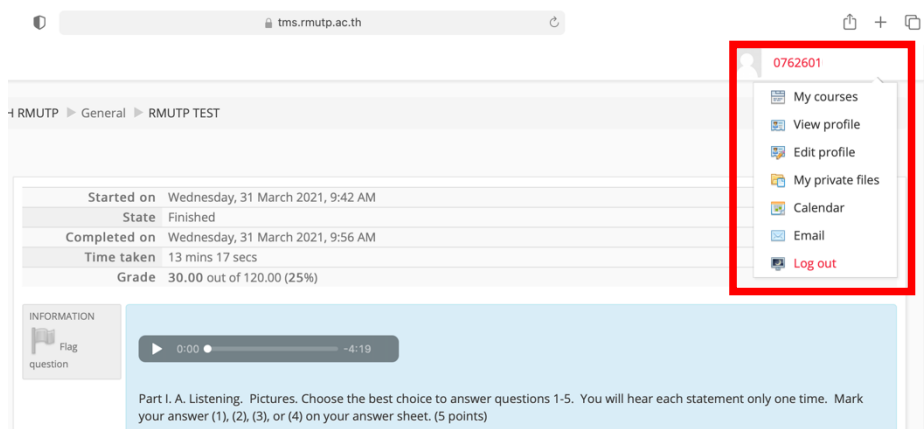 tms.rmutp.ac.th
0762601
My courses
View profile
Edit profile
My private files
Calendar
Email
Log out
H RMUTP ▶ General ▶ RMUTP TEST
Started on Wednesday, 31 March 2021, 9:42 AM
State Finished
Completed on Wednesday, 31 March 2021, 9:56 AM
Time taken 13 mins 17 secs
Grade 30.00 out of 120.00 (25%)
INFORMATION
Flag
question
0:00 -4:19
Part I. A. Listening. Pictures. Choose the best choice to answer questions 1-5. You will hear each statement only one time. Mark
your answer (1), (2), (3), or (4) on your answer sheet. (5 points)